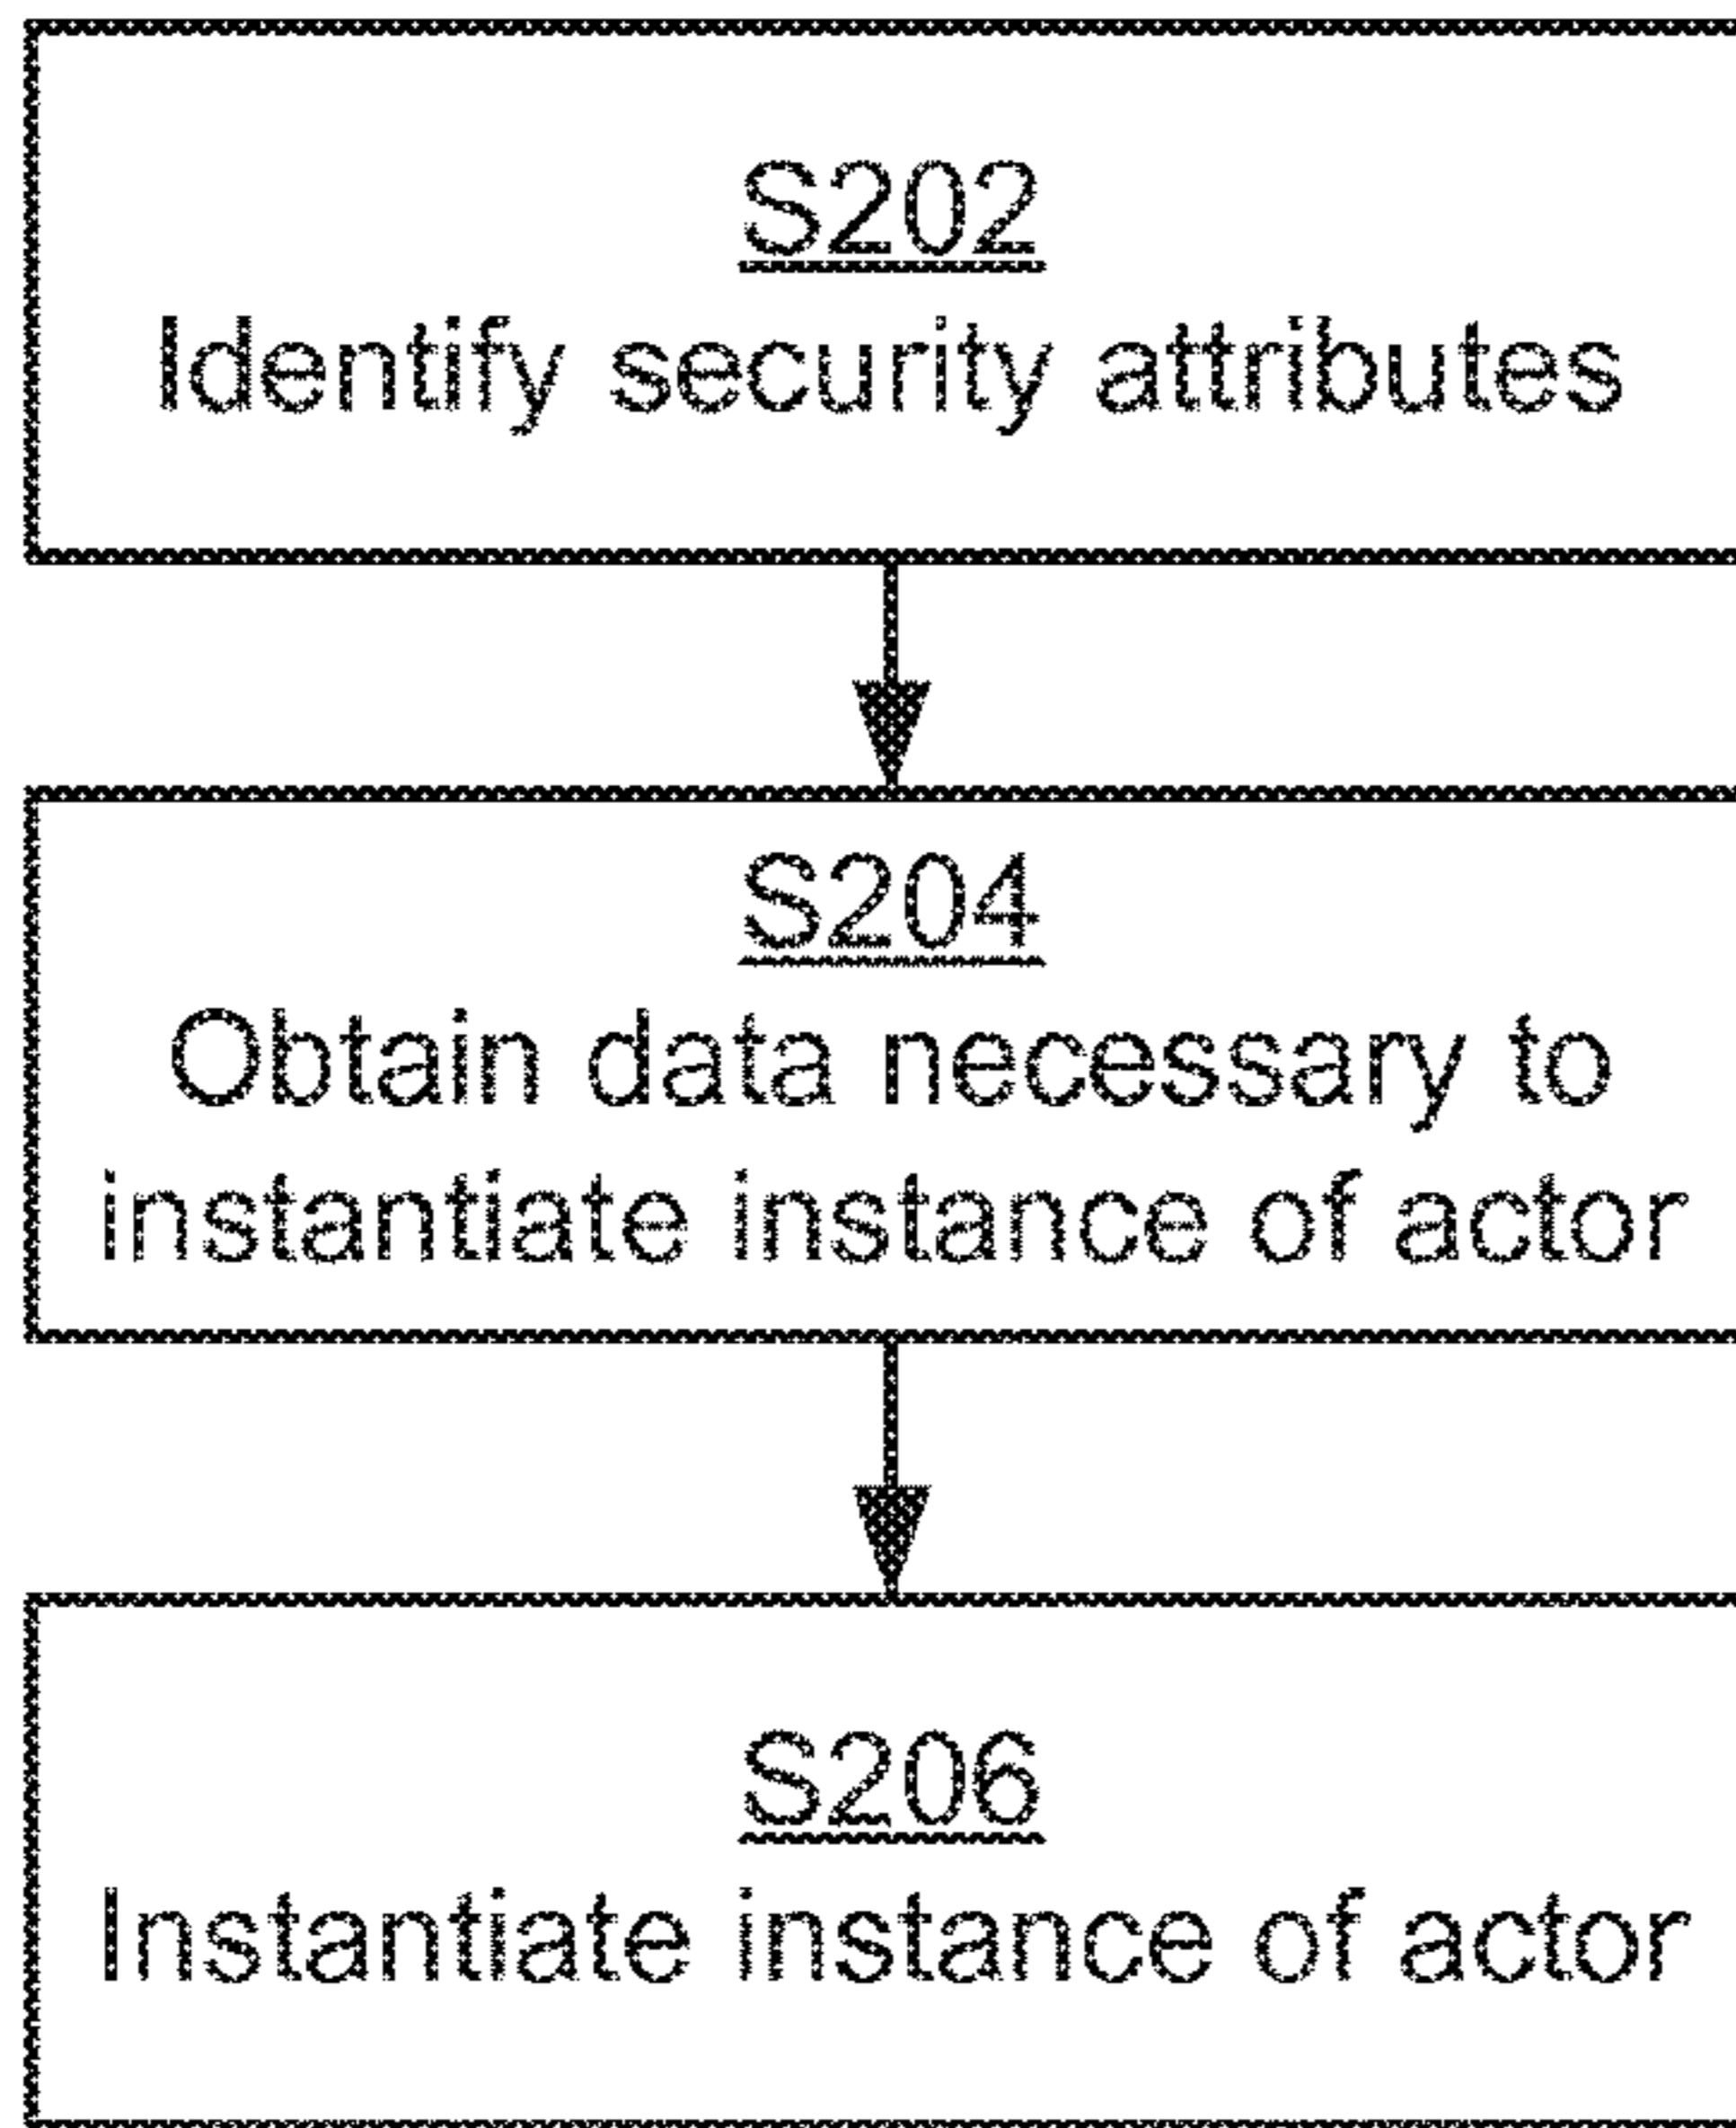 S202
Identify security attributes
S204
Obtain data necessary to
instantiate instance of actor
S206
Instantiate instance of actor